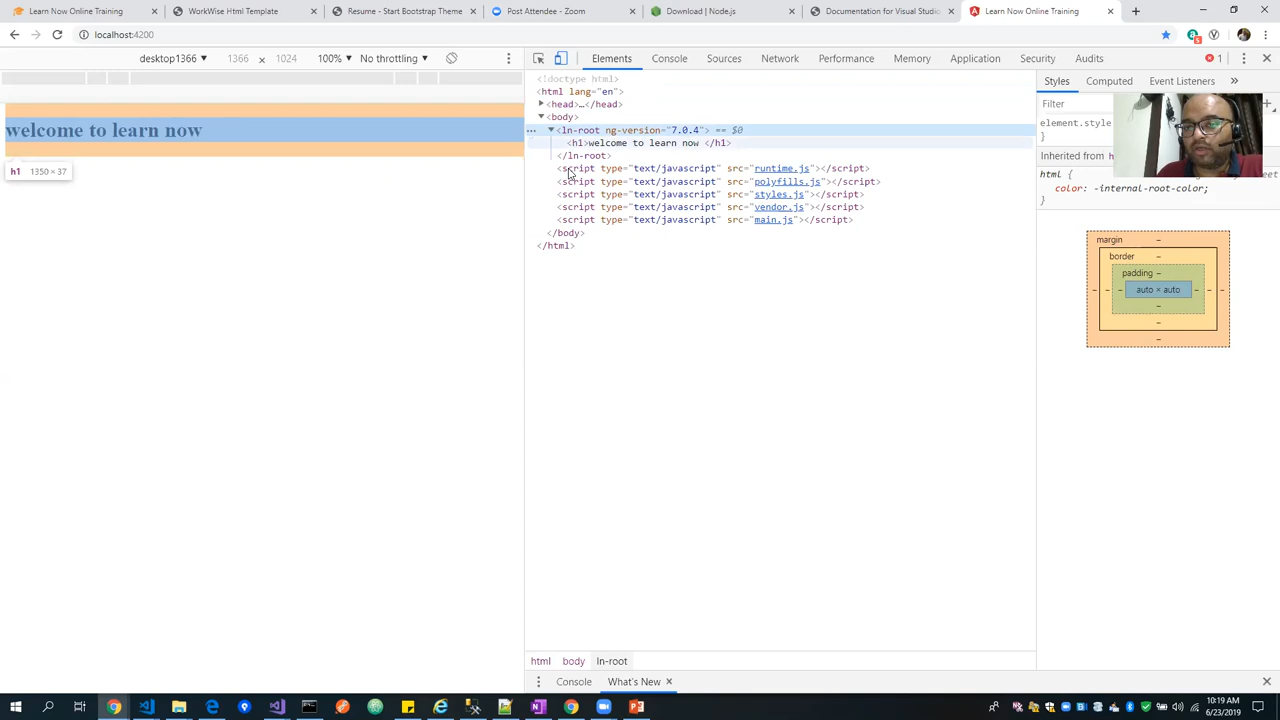 Learn Now Online Training
WorkWise Html Template
Resume - Start Bootstrap Theme
Post Attendee - Zoom
Download | Node.js
Documentation for Visual Studio
Learn Now Online Training
localhost:4200
desktop1366 ▼ 1366 × 1024 100% ▼ No throttling ▼
Elements Console Sources Network Performance Memory Application Security Audits 1
<!doctype html>
<html lang="en">
<head>…</head>
<body>
<ln-root ng-version="7.0.4"> == $0
<h1>welcome to learn now </h1>
</ln-root>
<script type="text/javascript" src="runtime.js"></script>
<script type="text/javascript" src="polyfills.js"></script>
<script type="text/javascript" src="styles.js"></script>
<script type="text/javascript" src="vendor.js"></script>
<script type="text/javascript" src="main.js"></script>
</body>
</html>
welcome to learn now
h1 1350 × 37
Styles Computed Event Listeners »
Filter
element.style
}
Inherited from
html {
color: -internal-root-color;
}
margin –
border –
padding –
– – – auto × auto – – –
–
–
–
html body ln-root
Console What's New ×
10:19 AM
6/23/2019